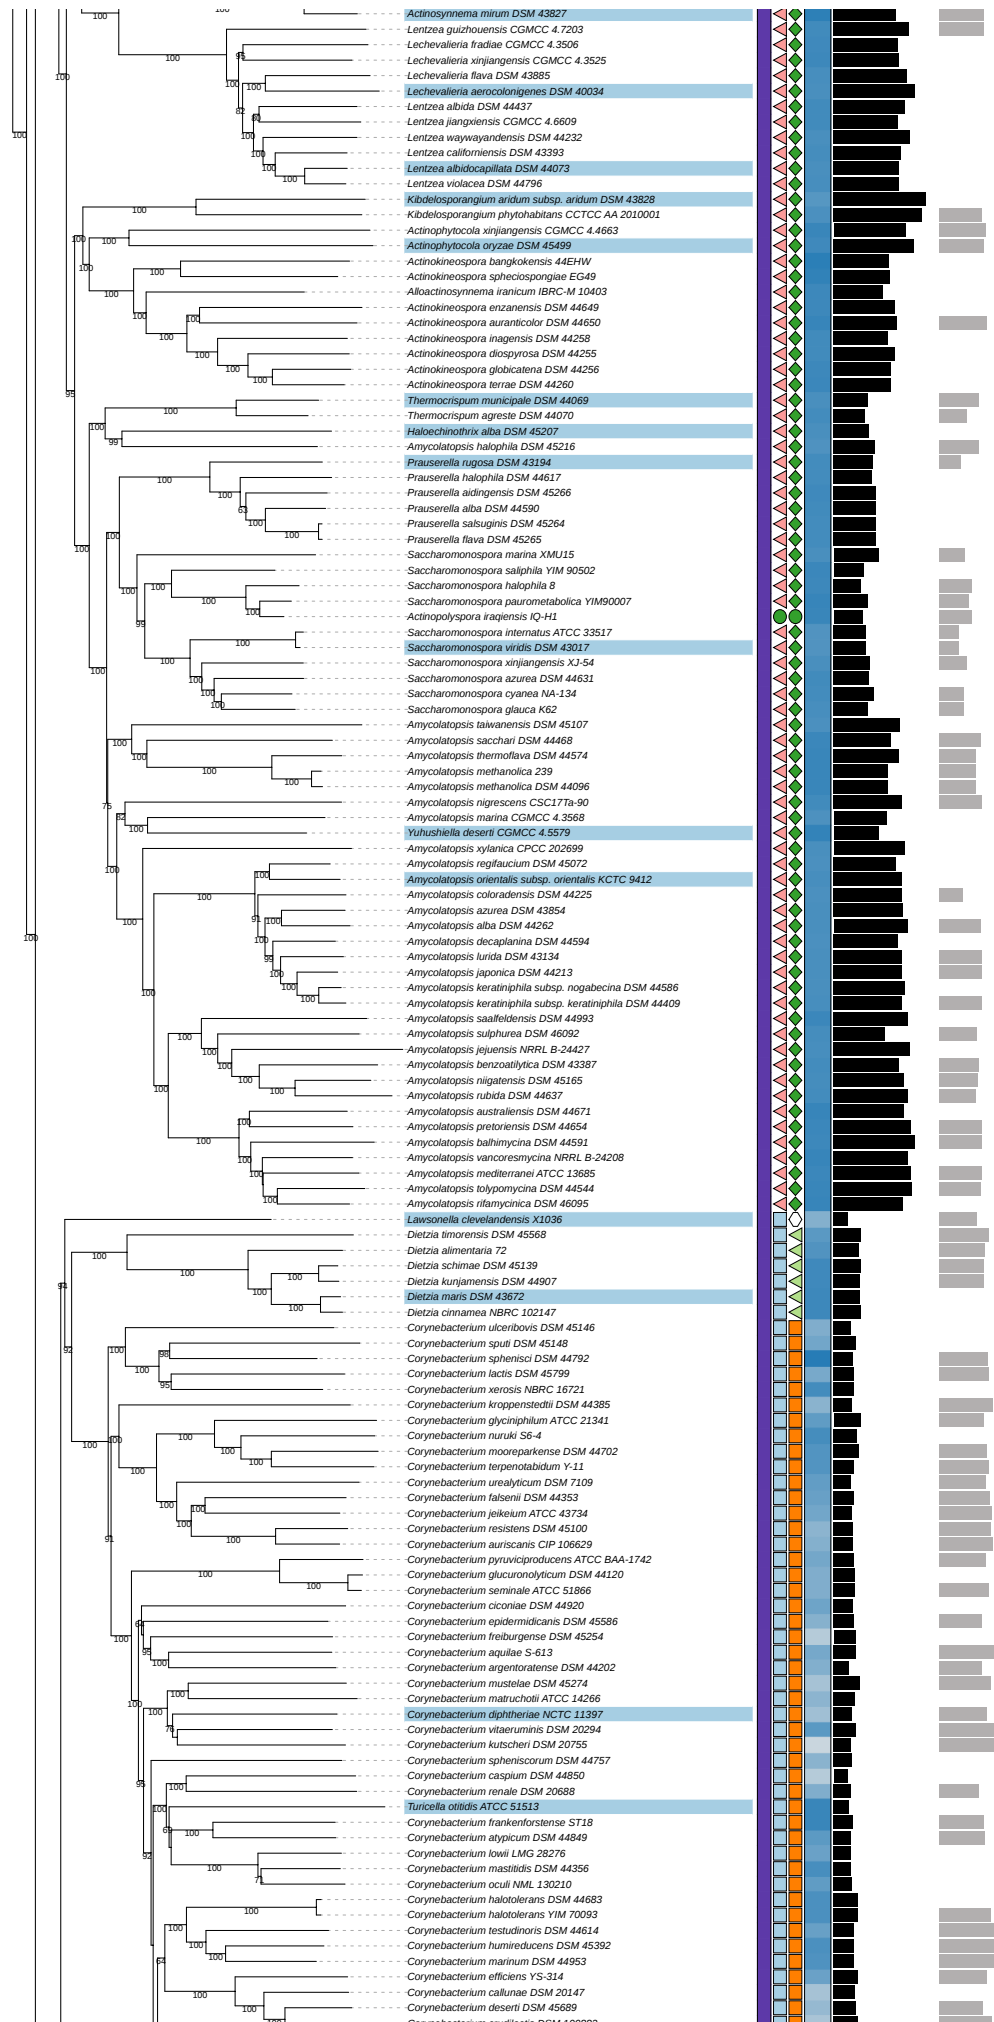 Actinosynnema mirum DSM 43827
Lentzea guizhouensis CGMCC 4.7203
Lechevalieria fradiae CGMCC 4.3506
Lechevalieria xinjiangensis CGMCC 4.3525
Lechevalieria flava DSM 43885
Lechevalieria aerocolonigenes DSM 40034
Lentzea albida DSM 44437
Lentzea jiangxiensis CGMCC 4.6609
Lentzea waywayandensis DSM 44232
Lentzea californiensis DSM 43393
Lentzea albidocapillata DSM 44073
Lentzea violacea DSM 44796
Kibdelosporangium aridum subsp. aridum DSM 43828
Kibdelosporangium phytohabitans CCTCC AA 2010001
Actinophytocola xinjiangensis CGMCC 4.4663
Actinophytocola oryzae DSM 45499
Actinokineospora bangkokensis 44EHW
Actinokineospora spheciospongiae EG49
Alloactinosynnema iranicum IBRC-M 10403
Actinokineospora enzanensis DSM 44649
Actinokineospora auranticolor DSM 44650
Actinokineospora inagensis DSM 44258
Actinokineospora diospyrosa DSM 44255
Actinokineospora globicatena DSM 44256
Actinokineospora terrae DSM 44260
Thermocrispum municipale DSM 44069
Thermocrispum agreste DSM 44070
Haloechinothrix alba DSM 45207
Amycolatopsis halophila DSM 45216
Prauserella rugosa DSM 43194
Prauserella halophila DSM 44617
Prauserella aidingensis DSM 45266
Prauserella alba DSM 44590
Prauserella salsuginis DSM 45264
Prauserella flava DSM 45265
Saccharomonospora marina XMU15
Saccharomonospora saliphila YIM 90502
Saccharomonospora halophila 8
Saccharomonospora paurometabolica YIM90007
Actinopolyspora iraqiensis IQ-H1
Saccharomonospora internatus ATCC 33517
Saccharomonospora viridis DSM 43017
Saccharomonospora xinjiangensis XJ-54
Saccharomonospora azurea DSM 44631
Saccharomonospora cyanea NA-134
Saccharomonospora glauca K62
Amycolatopsis taiwanensis DSM 45107
Amycolatopsis sacchari DSM 44468
Amycolatopsis thermoflava DSM 44574
Amycolatopsis methanolica 239
Amycolatopsis methanolica DSM 44096
Amycolatopsis nigrescens CSC17Ta-90
Amycolatopsis marina CGMCC 4.3568
Yuhushiella deserti CGMCC 4.5579
Amycolatopsis xylanica CPCC 202699
Amycolatopsis regifaucium DSM 45072
Amycolatopsis orientalis subsp. orientalis KCTC 9412
Amycolatopsis coloradensis DSM 44225
Amycolatopsis azurea DSM 43854
Amycolatopsis alba DSM 44262
Amycolatopsis decaplanina DSM 44594
Amycolatopsis lurida DSM 43134
Amycolatopsis japonica DSM 44213
Amycolatopsis keratiniphila subsp. nogabecina DSM 44586
Amycolatopsis keratiniphila subsp. keratiniphila DSM 44409
Amycolatopsis saalfeldensis DSM 44993
Amycolatopsis sulphurea DSM 46092
Amycolatopsis jejuensis NRRL B-24427
Amycolatopsis benzoatilytica DSM 43387
Amycolatopsis niigatensis DSM 45165
Amycolatopsis rubida DSM 44637
Amycolatopsis australiensis DSM 44671
Amycolatopsis pretoriensis DSM 44654
Amycolatopsis balhimycina DSM 44591
Amycolatopsis vancoresmycina NRRL B-24208
Amycolatopsis mediterranei ATCC 13685
Amycolatopsis tolypomycina DSM 44544
Amycolatopsis rifamycinica DSM 46095
Lawsonella clevelandensis X1036
Dietzia timorensis DSM 45568
Dietzia alimentaria 72
Dietzia schimae DSM 45139
Dietzia kunjamensis DSM 44907
Dietzia maris DSM 43672
Dietzia cinnamea NBRC 102147
Corynebacterium ulceribovis DSM 45146
Corynebacterium sputi DSM 45148
Corynebacterium sphenisci DSM 44792
Corynebacterium lactis DSM 45799
Corynebacterium xerosis NBRC 16721
Corynebacterium kroppenstedtii DSM 44385
Corynebacterium glyciniphilum ATCC 21341
Corynebacterium nuruki S6-4
Corynebacterium mooreparkense DSM 44702
Corynebacterium terpenotabidum Y-11
Corynebacterium urealyticum DSM 7109
Corynebacterium falsenii DSM 44353
Corynebacterium jeikeium ATCC 43734
Corynebacterium resistens DSM 45100
Corynebacterium auriscanis CIP 106629
Corynebacterium pyruviciproducens ATCC BAA-1742
Corynebacterium glucuronolyticum DSM 44120
Corynebacterium seminale ATCC 51866
Corynebacterium ciconiae DSM 44920
Corynebacterium epidermidicanis DSM 45586
Corynebacterium freiburgense DSM 45254
Corynebacterium aquilae S-613
Corynebacterium argentoratense DSM 44202
Corynebacterium mustelae DSM 45274
Corynebacterium matruchotii ATCC 14266
Corynebacterium diphtheriae NCTC 11397
Corynebacterium vitaeruminis DSM 20294
Corynebacterium kutscheri DSM 20755
Corynebacterium spheniscorum DSM 44757
Corynebacterium caspium DSM 44850
Corynebacterium renale DSM 20688
Turicella otitidis ATCC 51513
Corynebacterium frankenforstense ST18
Corynebacterium atypicum DSM 44849
Corynebacterium lowii LMG 28276
Corynebacterium mastitidis DSM 44356
Corynebacterium oculi NML 130210
Corynebacterium halotolerans DSM 44683
Corynebacterium halotolerans YIM 70093
Corynebacterium testudinoris DSM 44614
Corynebacterium humireducens DSM 45392
Corynebacterium marinum DSM 44953
Corynebacterium efficiens YS-314
Corynebacterium callunae DSM 20147
Corynebacterium deserti DSM 45689